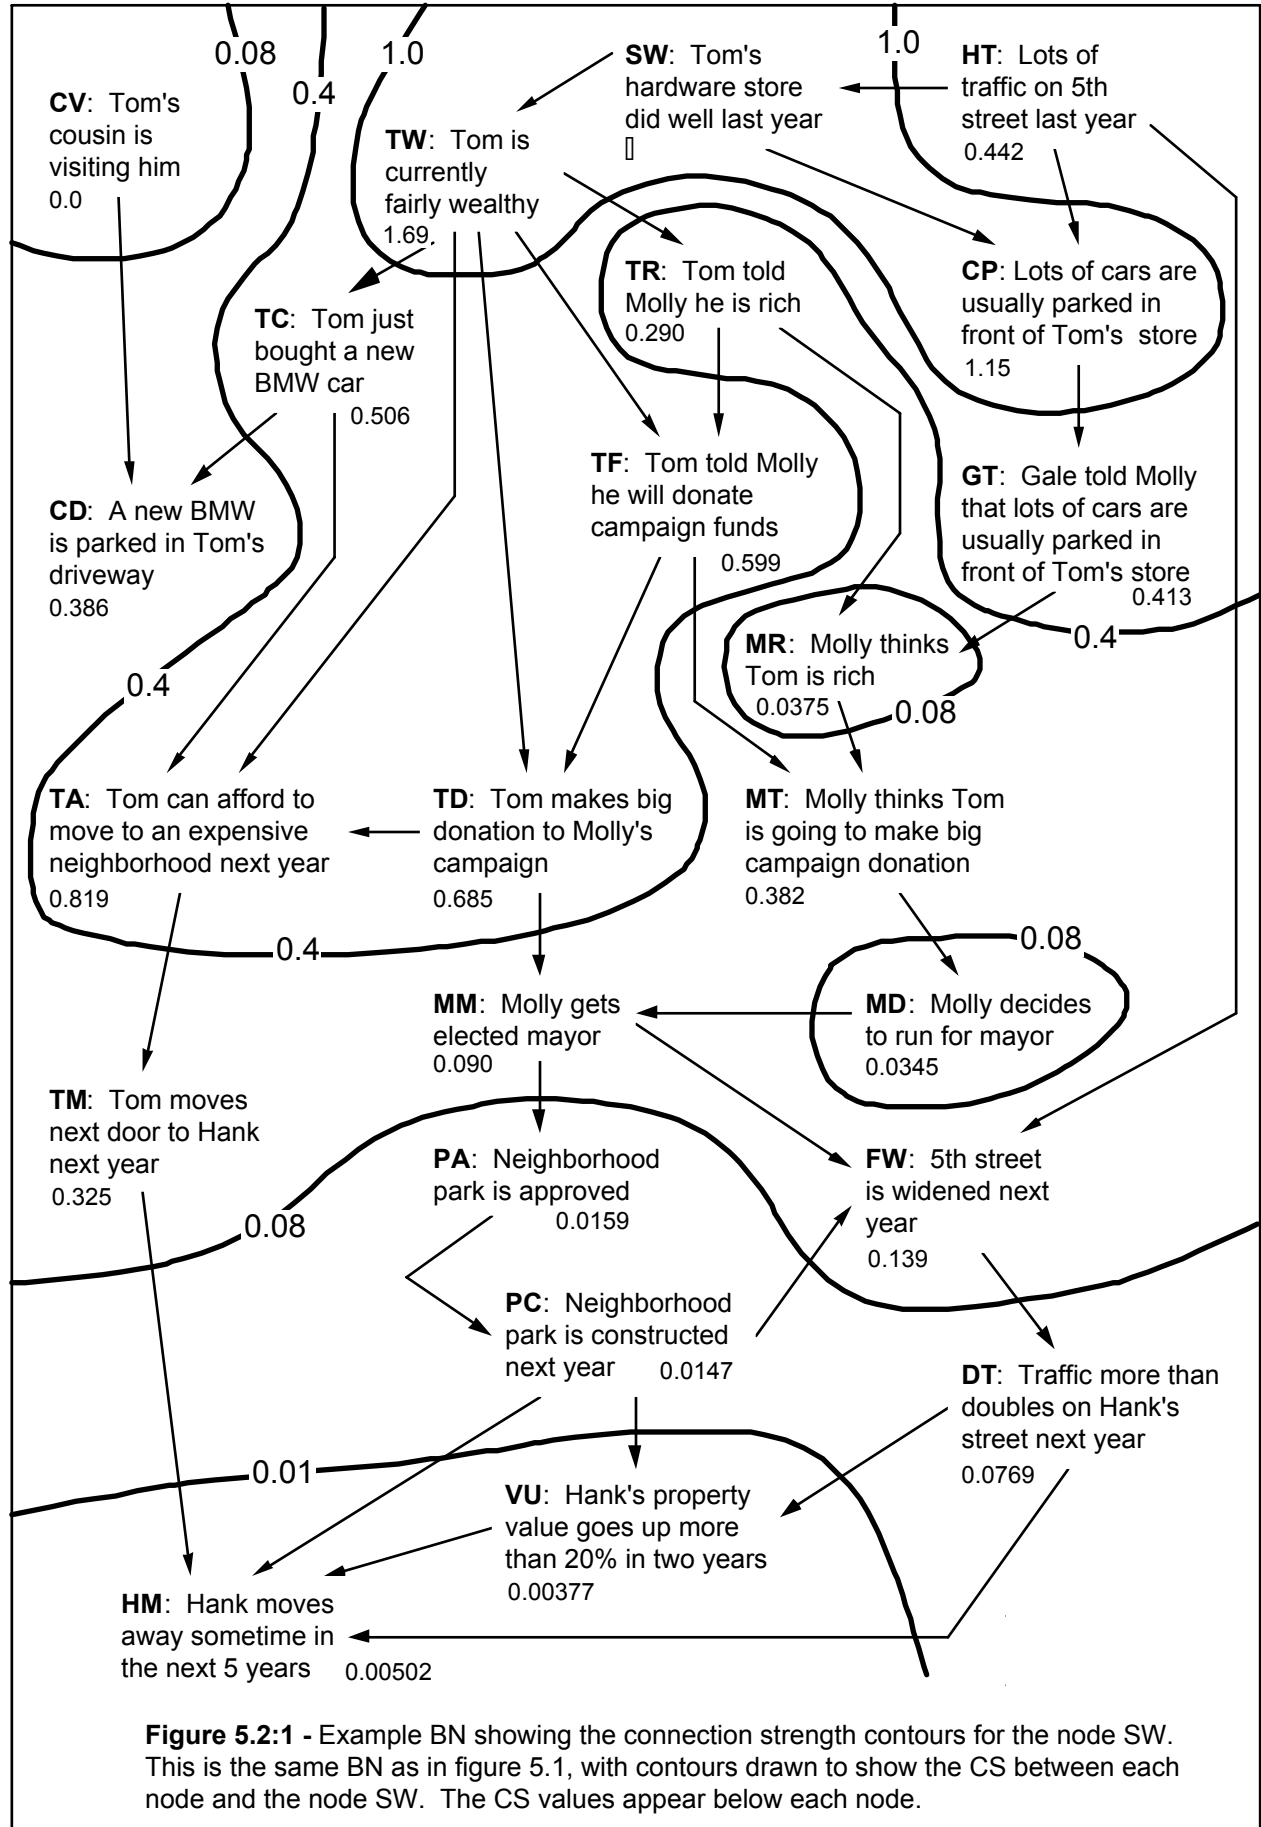 0.08
0.4
1.0
1.0
CV: Tom's
cousin is
visiting him
0.0
TW: Tom is
currently
fairly wealthy
1.69
SW: Tom's
hardware store
did well last year
▯
HT: Lots of
traffic on 5th
street last year
0.442
TC: Tom just
bought a new
BMW car
0.506
TR: Tom told
Molly he is rich
0.290
CP: Lots of cars are
usually parked in
front of Tom's store
1.15
CD: A new BMW
is parked in Tom's
driveway
0.386
TF: Tom told Molly
he will donate
campaign funds
0.599
GT: Gale told Molly
that lots of cars are
usually parked in
front of Tom's store
0.413
0.4
MR: Molly thinks
Tom is rich
0.0375
0.08
0.4
TA: Tom can afford to
move to an expensive
neighborhood next year
0.819
TD: Tom makes big
donation to Molly's
campaign
0.685
MT: Molly thinks Tom
is going to make big
campaign donation
0.382
0.4
0.08
MM: Molly gets
elected mayor
0.090
MD: Molly decides
to run for mayor
0.0345
TM: Tom moves
next door to Hank
next year
0.325
PA: Neighborhood
park is approved
0.0159
FW: 5th street
is widened next
year
0.139
0.08
PC: Neighborhood
park is constructed
next year
0.0147
DT: Traffic more than
doubles on Hank's
street next year
0.0769
0.01
VU: Hank's property
value goes up more
than 20% in two years
0.00377
HM: Hank moves
away sometime in
the next 5 years
0.00502
Figure 5.2:1 - Example BN showing the connection strength contours for the node SW.
This is the same BN as in figure 5.1, with contours drawn to show the CS between each
node and the node SW. The CS values appear below each node.